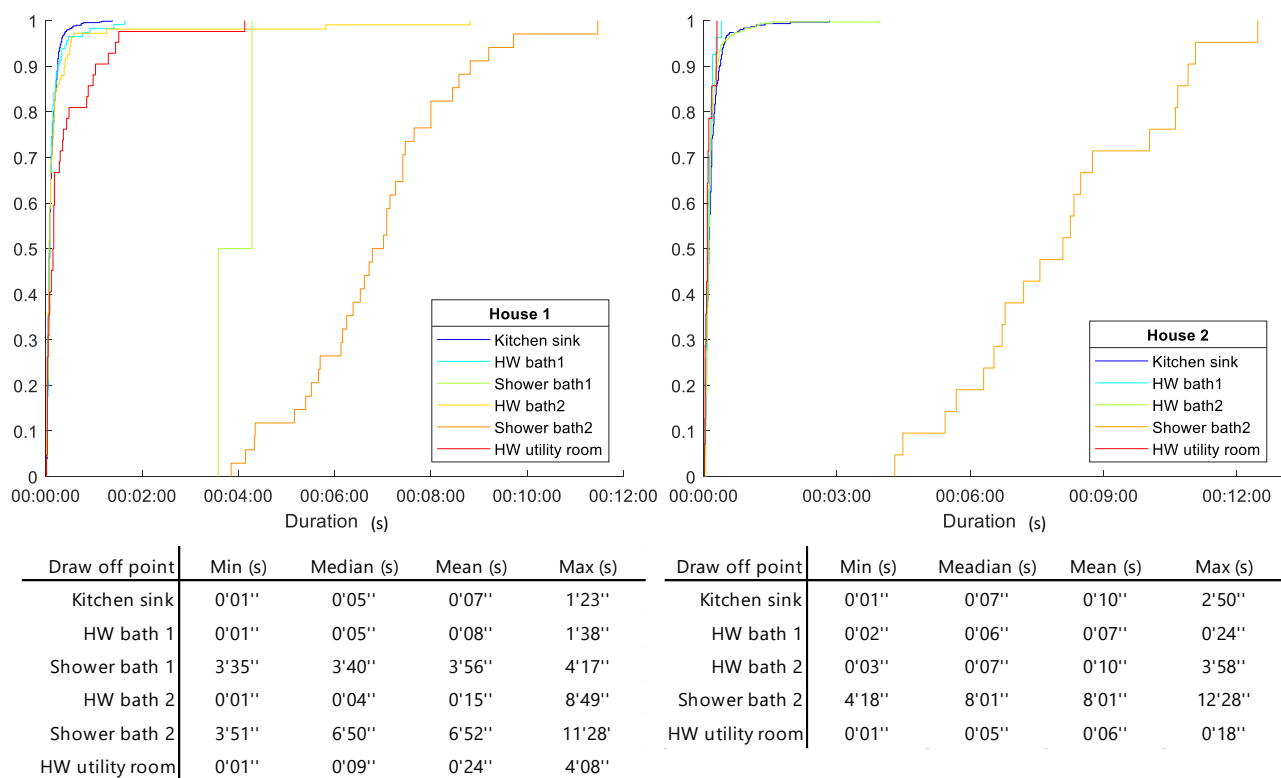 1
0.9
0.8
0.7
0.6
0.5
0.4
0.3
0.2
0.1
0
House 1
Kitchen sink
HW bath1
Shower bath1
HW bath2
Shower bath2
HW utility room
00:00:00 00:02:00 00:04:00 00:06:00 00:08:00 00:10:00 00:12:00
Duration (s)
1
0.9
0.8
0.7
0.6
0.5
0.4
0.3
0.2
0.1
0
House 2
Kitchen sink
HW bath1
HW bath2
Shower bath2
HW utility room
00:00:00 00:03:00 00:06:00 00:09:00 00:12:00
Duration (s)
Draw off point Min (s) Median (s) Mean (s) Max (s)
Kitchen sink 0'01'' 0'05'' 0'07'' 1'23''
HW bath 1 0'01'' 0'05'' 0'08'' 1'38''
Shower bath 1 3'35'' 3'40'' 3'56'' 4'17''
HW bath 2 0'01'' 0'04'' 0'15'' 8'49''
Shower bath 2 3'51'' 6'50'' 6'52'' 11'28'
HW utility room 0'01'' 0'09'' 0'24'' 4'08''
Draw off point Min (s) Meadian (s) Mean (s) Max (s)
Kitchen sink 0'01'' 0'07'' 0'10'' 2'50''
HW bath 1 0'02'' 0'06'' 0'07'' 0'24''
HW bath 2 0'03'' 0'07'' 0'10'' 3'58''
Shower bath 2 4'18'' 8'01'' 8'01'' 12'28''
HW utility room 0'01'' 0'05'' 0'06'' 0'18''